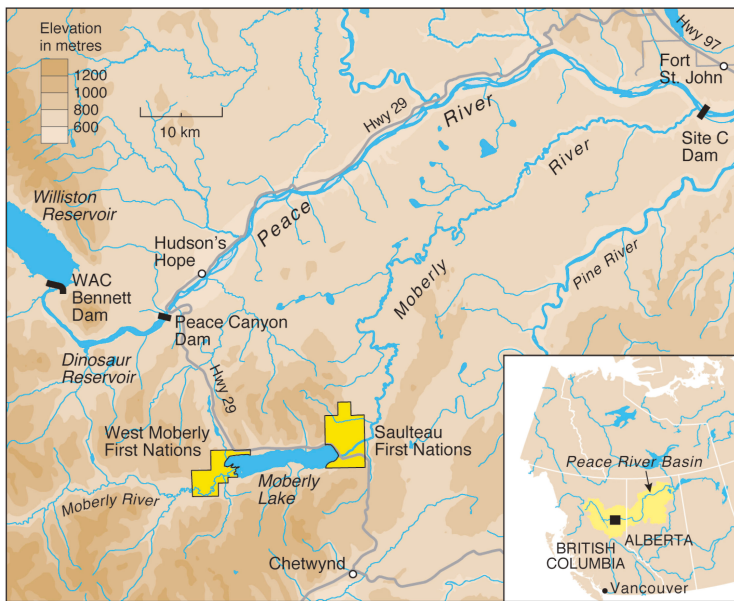 Elevation
in metres
1200
1000
800
600
10 km
Hwy 97
Fort
St. John
Hwy 29
River
River
Site C
Dam
Williston
Reservoir
Hudson's
Hope
Peace
Moberly
Pine River
WAC
Bennett
Dam
Peace Canyon
Dam
Dinosaur
Reservoir
Hwy 29
West Moberly
First Nations
Saulteau
First Nations
Moberly
Lake
Moberly River
Chetwynd
Peace River Basin
ALBERTA
BRITISH
COLUMBIA
Vancouver